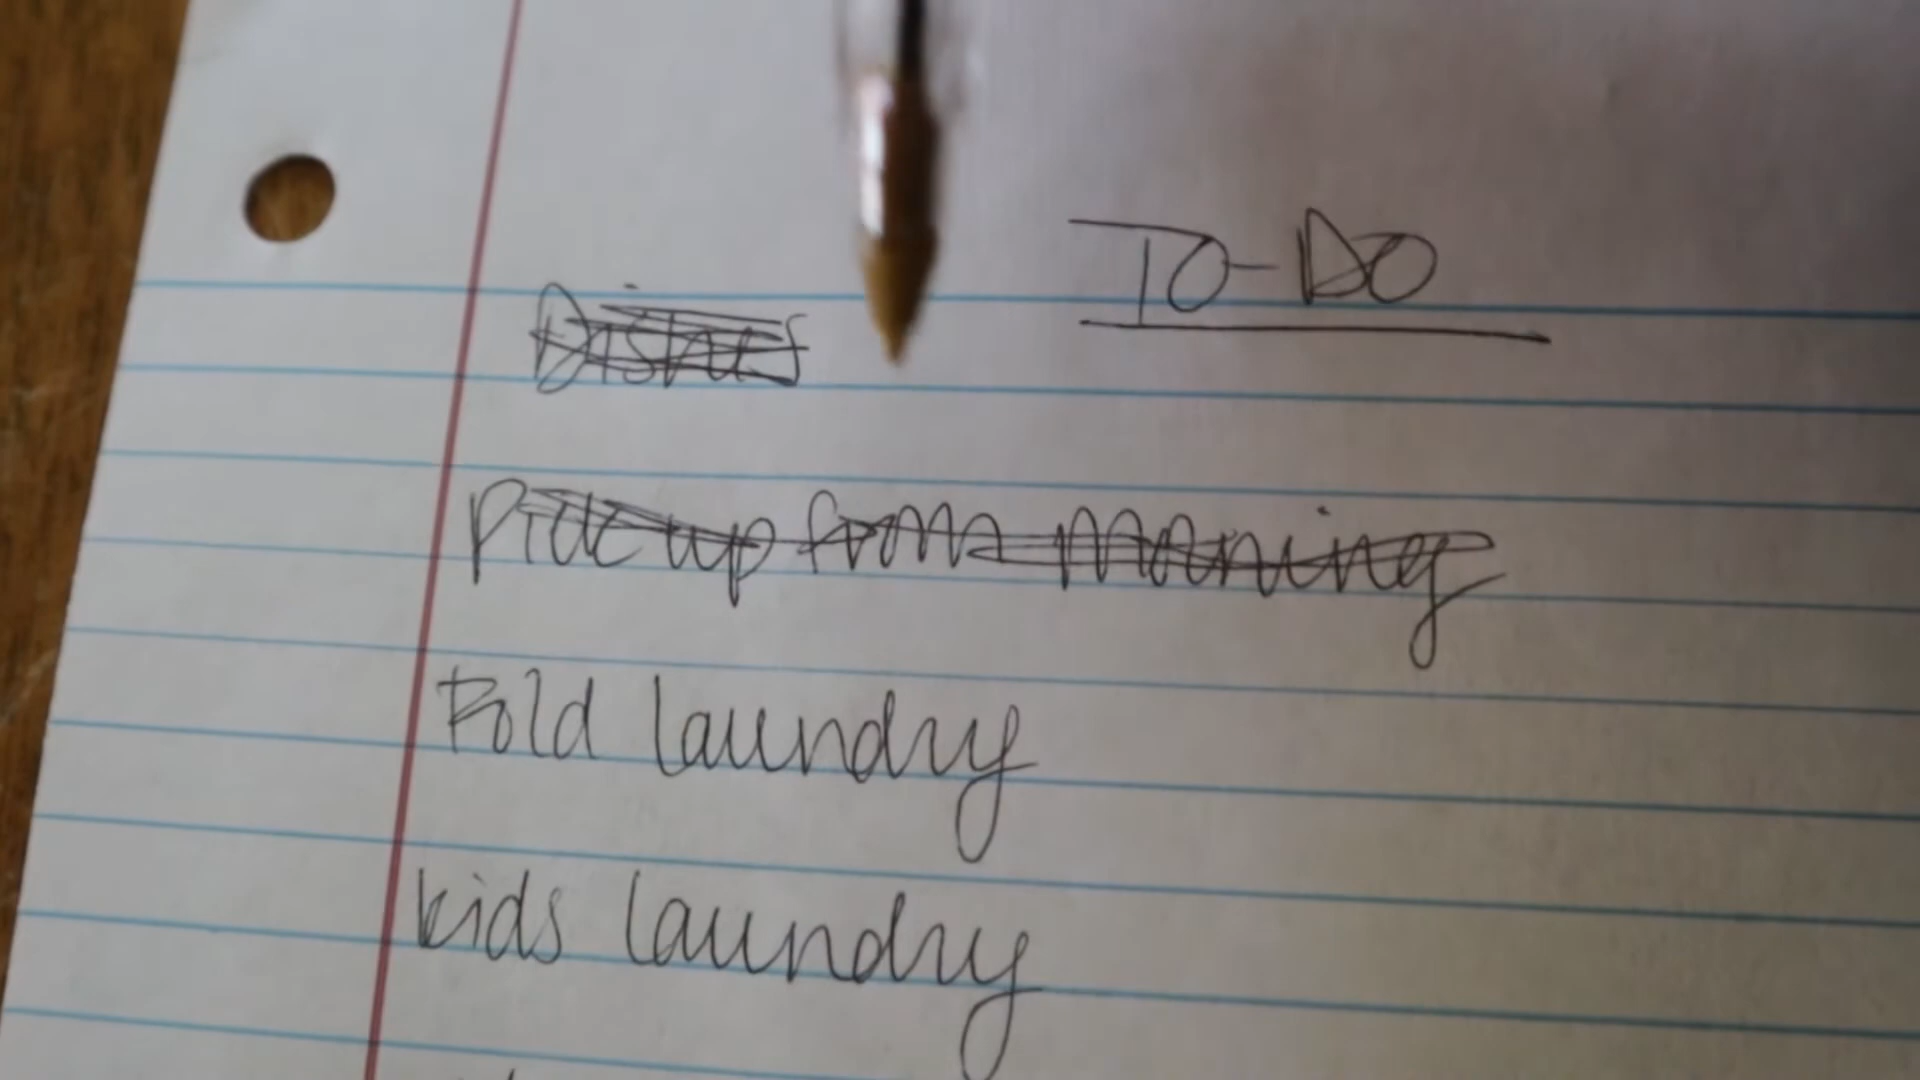 TO-DO
Dishes
Pick up from morning
Fold laundry
kids laundry